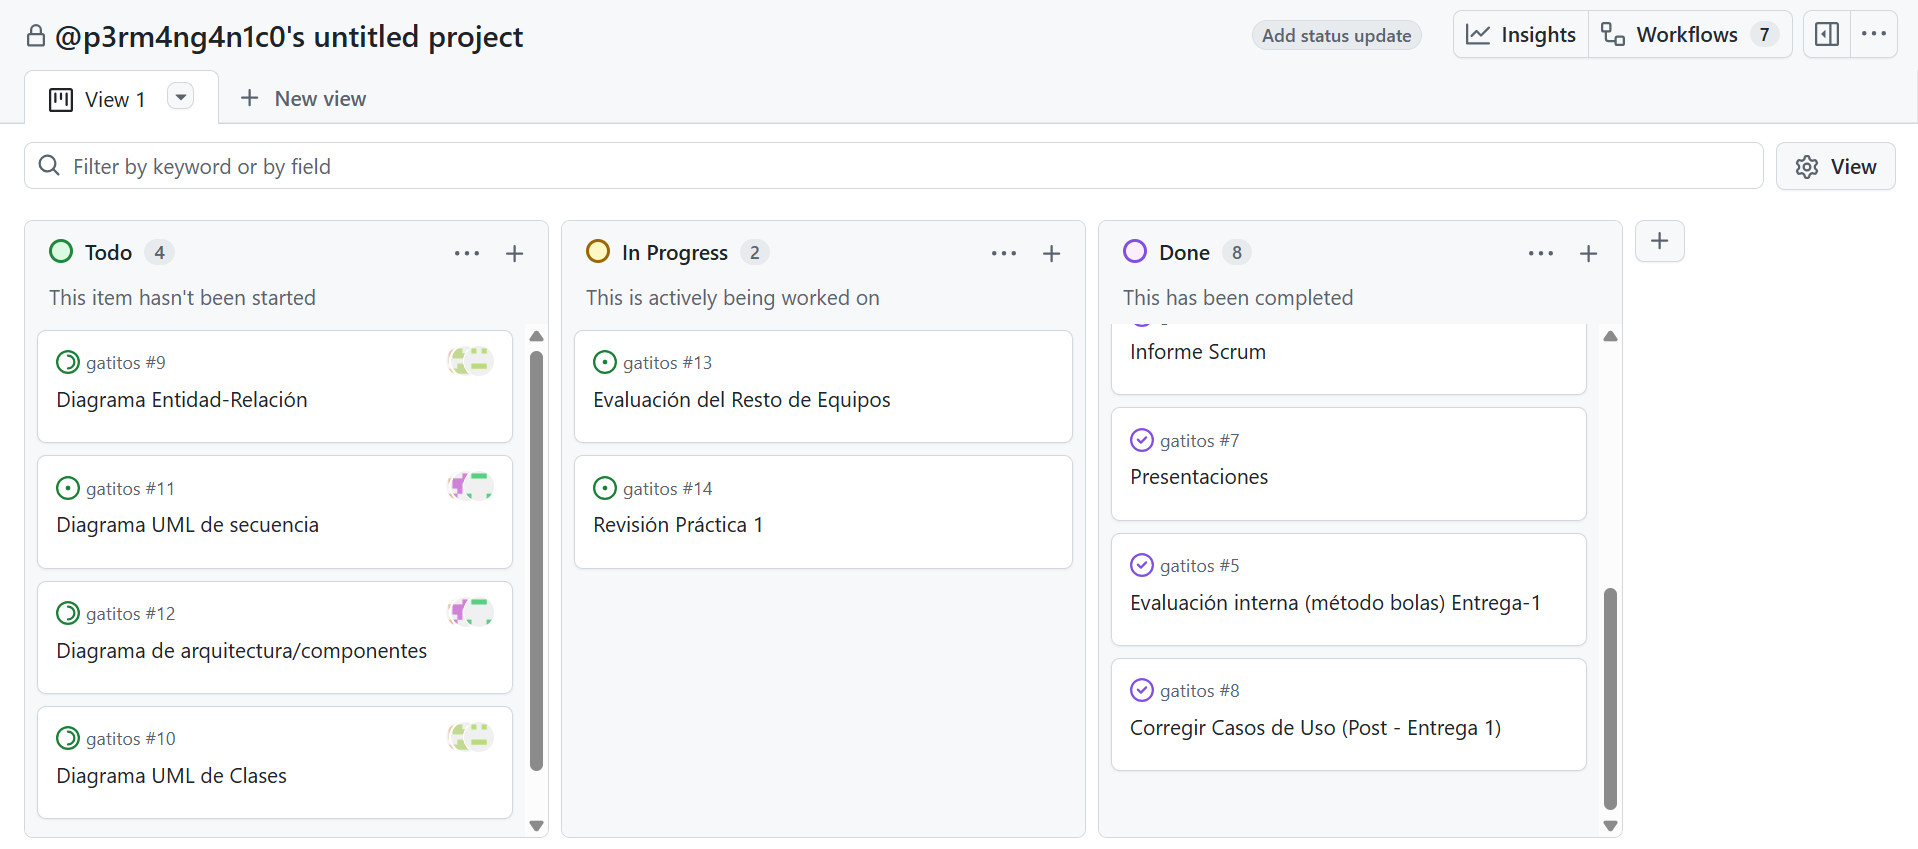 @p3rm4ng4n1c0's untitled project
Add status update
Insights
Workflows 7
View 1
New view
Filter by keyword or by field
View
Todo 4
This item hasn't been started
gatitos #9
Diagrama Entidad-Relación
gatitos #11
Diagrama UML de secuencia
gatitos #12
Diagrama de arquitectura/componentes
gatitos #10
Diagrama UML de Clases
In Progress 2
This is actively being worked on
gatitos #13
Evaluación del Resto de Equipos
gatitos #14
Revisión Práctica 1
Done 8
This has been completed
Informe Scrum
gatitos #7
Presentaciones
gatitos #5
Evaluación interna (método bolas) Entrega-1
gatitos #8
Corregir Casos de Uso (Post - Entrega 1)